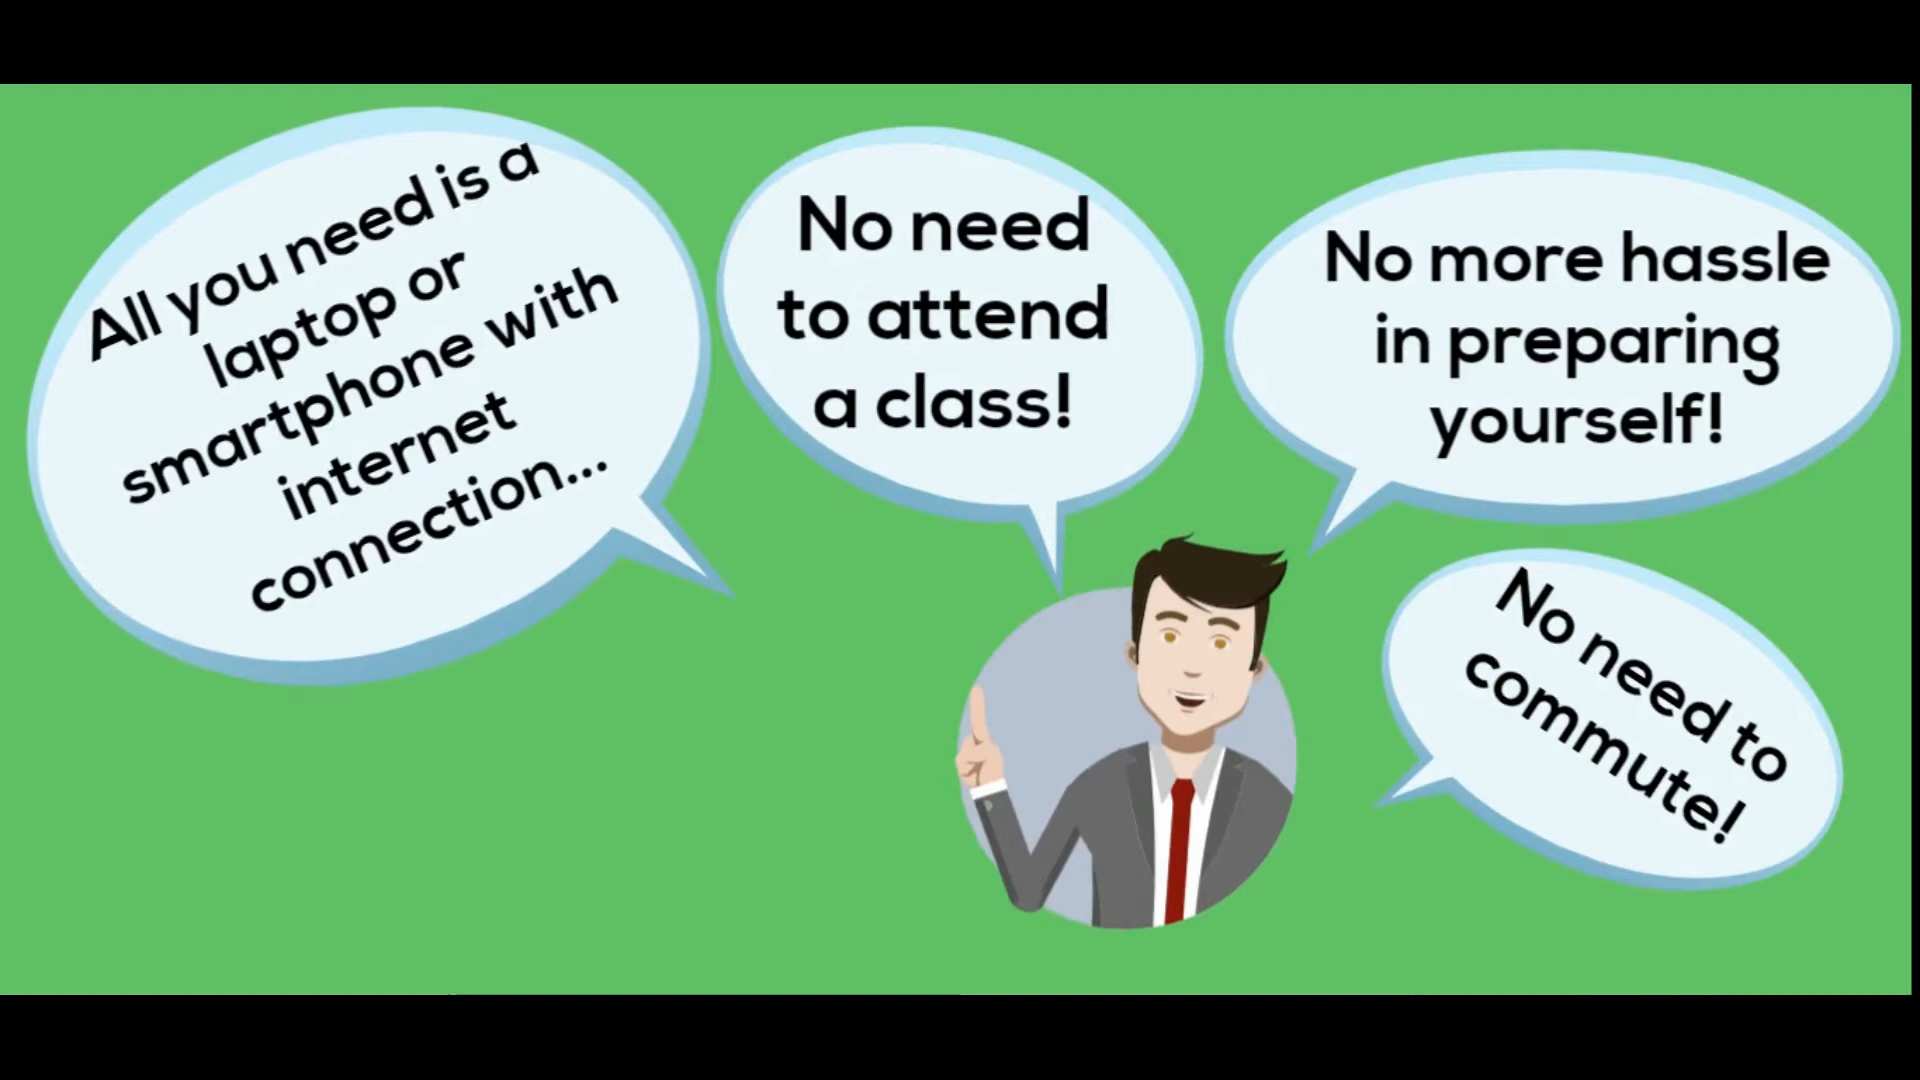 All you need is a
laptop or
smartphone with
internet
connection...
No need
to attend
a class!
No more hassle
in preparing
yourself!
No need to
commute!